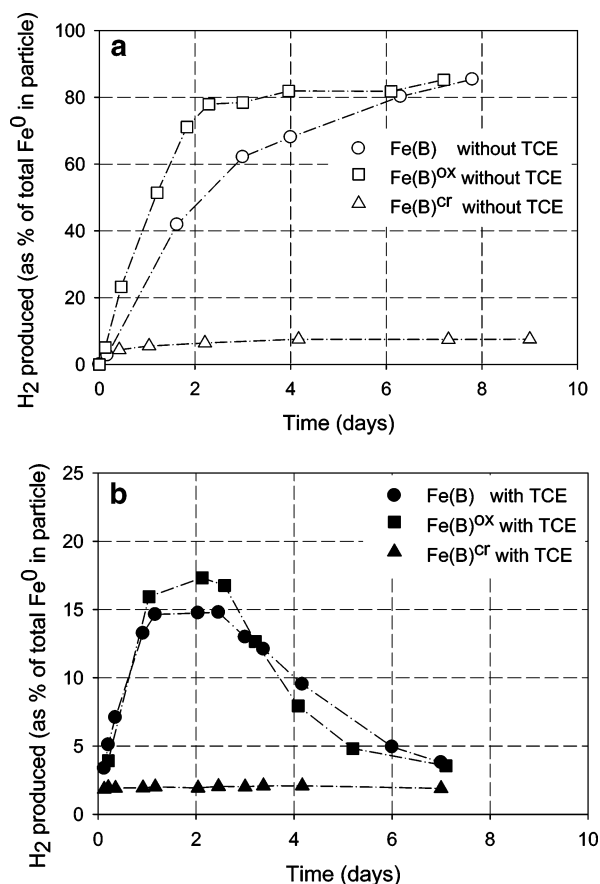 a
H2 produced (as % of total Fe0 in particle)
100
80
60
40
20
0
Fe(B) without TCE
Fe(B)ox without TCE
Fe(B)cr without TCE
0 2 4 6 8 10
Time (days)
b
H2 produced (as % of total Fe0 in particle)
25
20
15
10
5
0
Fe(B) with TCE
Fe(B)ox with TCE
Fe(B)cr with TCE
0 2 4 6 8 10
Time (days)